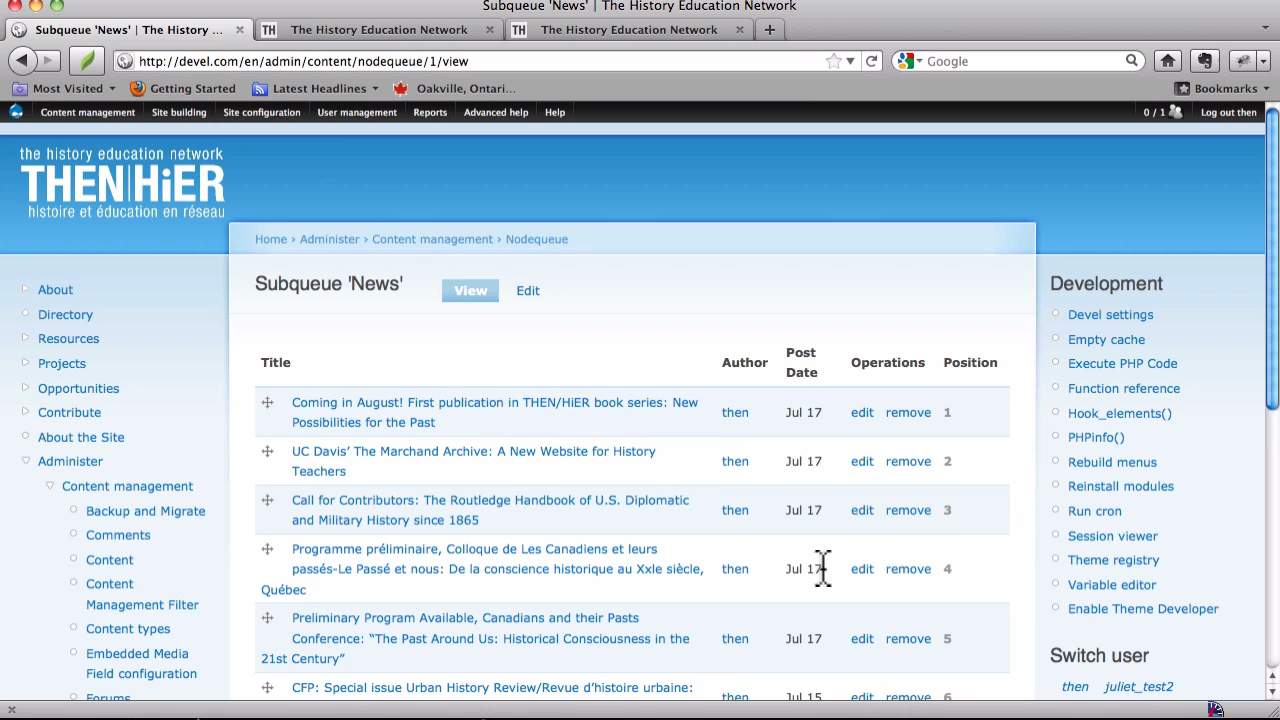 Subqueue 'News' | The History Education Network
Subqueue 'News' | The History ...
TH The History Education Network
TH The History Education Network
http://devel.com/en/admin/content/nodequeue/1/view
Google
Most Visited
Getting Started
Latest Headlines
Oakville, Ontari...
Bookmarks
Content management
Site building
Site configuration
User management
Reports
Advanced help
Help
0 / 1
Log out then
the history education network
THEN|HiER
histoire et éducation en réseau
Home › Administer › Content management › Nodequeue
Subqueue 'News'
View
Edit
About
Directory
Resources
Projects
Opportunities
Contribute
About the Site
Administer
Content management
Backup and Migrate
Comments
Content
Content
Management Filter
Content types
Embedded Media
Field configuration
Forums
Title Author Post Date Operations Position
Coming in August! First publication in THEN/HiER book series: New
Possibilities for the Past
then Jul 17 edit remove 1
UC Davis’ The Marchand Archive: A New Website for History
Teachers
then Jul 17 edit remove 2
Call for Contributors: The Routledge Handbook of U.S. Diplomatic
and Military History since 1865
then Jul 17 edit remove 3
Programme préliminaire, Colloque de Les Canadiens et leurs
passés-Le Passé et nous: De la conscience historique au XxIe siècle,
Québec
then Jul 17 edit remove 4
Preliminary Program Available, Canadians and their Pasts
Conference: “The Past Around Us: Historical Consciousness in the
21st Century”
then Jul 17 edit remove 5
CFP: Special issue Urban History Review/Revue d’histoire urbaine:
then Jul 15 edit remove 6
Development
Devel settings
Empty cache
Execute PHP Code
Function reference
Hook_elements()
PHPinfo()
Rebuild menus
Reinstall modules
Run cron
Session viewer
Theme registry
Variable editor
Enable Theme Developer
Switch user
then juliet_test2